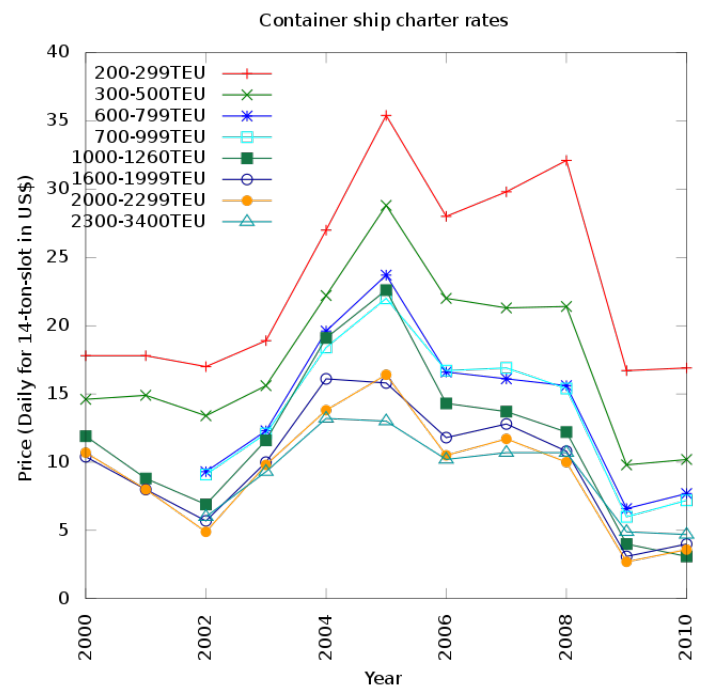 Container ship charter rates
40
35
30
25
20
15
10
5
0
200-299TEU
300-500TEU
600-799TEU
700-999TEU
1000-1260TEU
1600-1999TEU
2000-2299TEU
2300-3400TEU
Price (Daily for 14-ton-slot in US$)
2000
2002
2004
2006
2008
2010
Year